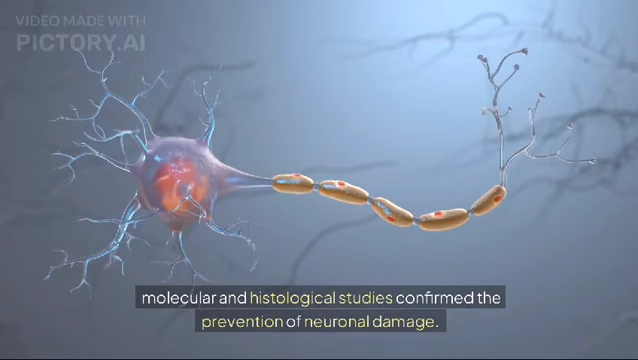 VIDEO MADE WITH
PICTORY.AI
molecular and histological studies confirmed the
prevention of neuronal damage.